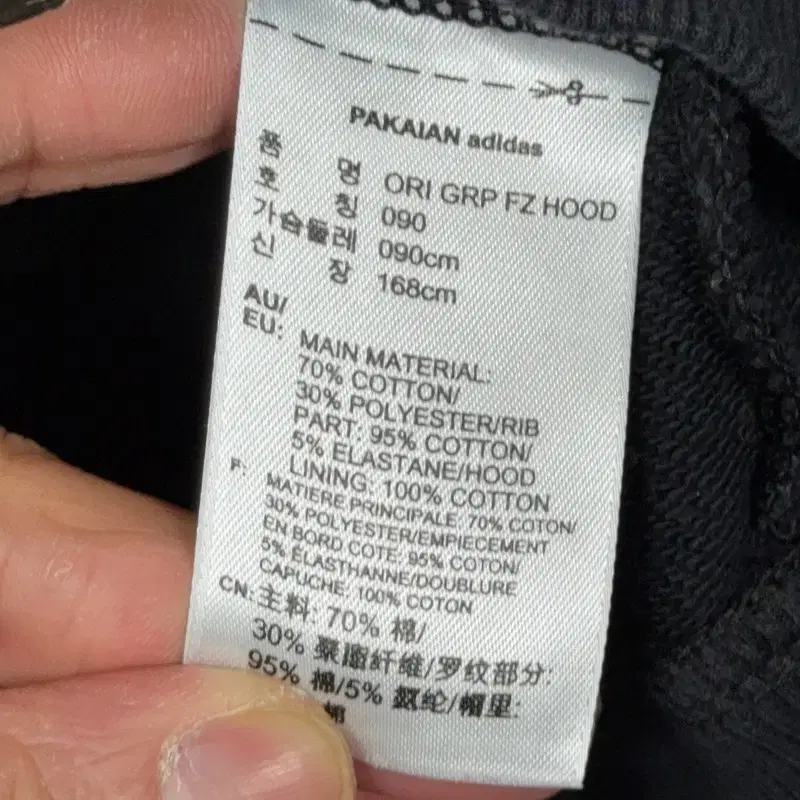 PAKAIAN adidas
품 명 ORI GRP FZ HOOD
호 칭 090
가슴둘레 090cm
신 장 168cm
AU/
EU:
MAIN MATERIAL:
70% COTTON/
30% POLYESTER/RIB
PART: 95% COTTON/
5% ELASTANE/HOOD
LINING: 100% COTTON
F: MATIERE PRINCIPALE: 70% COTON/
30% POLYESTER/EMPIECEMENT
EN BORD COTE: 95% COTON/
5% ÉLASTHANNE/DOUBLURE
CAPUCHE: 100% COTON
CN: 主料: 70% 棉/
30% 聚酯纤维/罗纹部分:
95% 棉/5% 氨纶/帽里:
棉